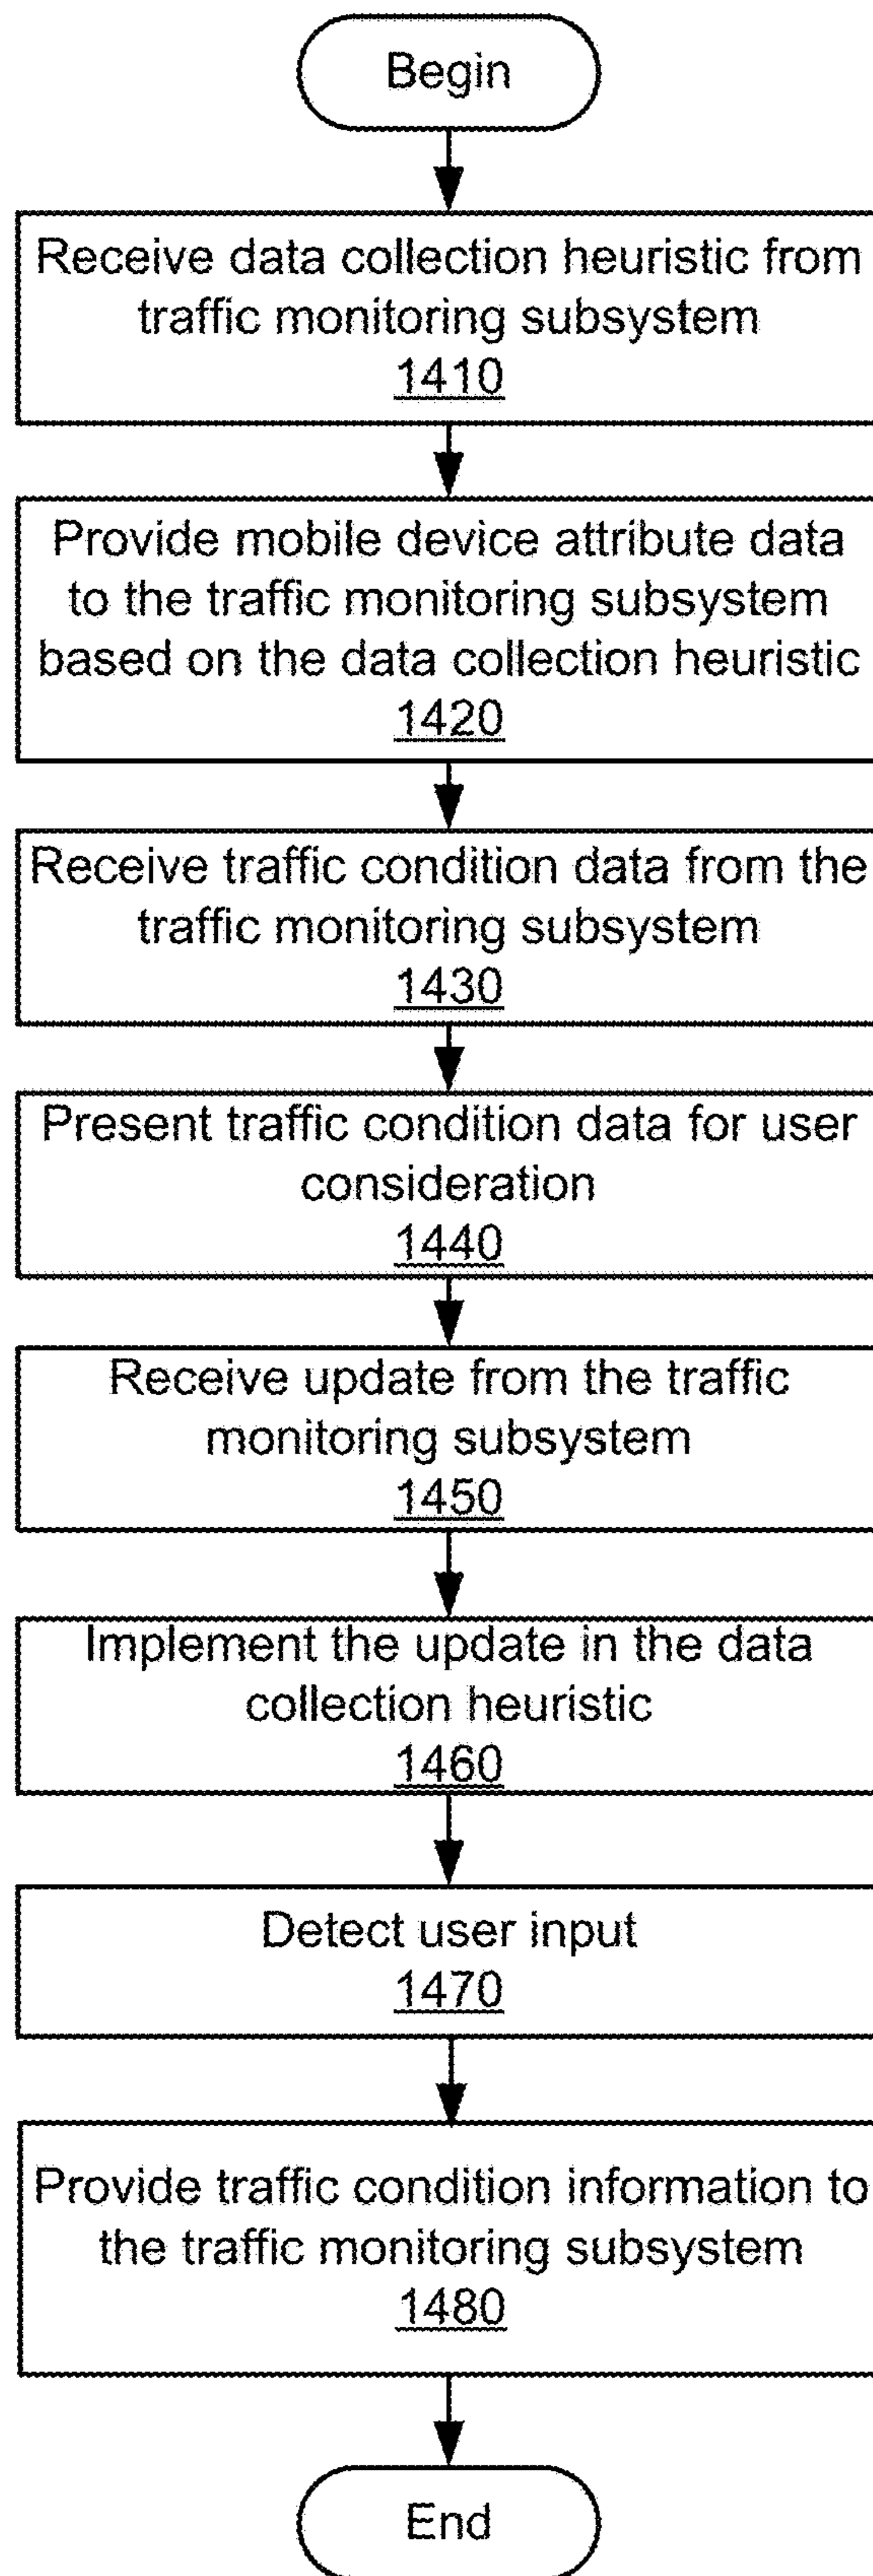 Begin
Receive data collection heuristic from
traffic monitoring subsystem
1410
Provide mobile device attribute data
to the traffic monitoring subsystem
based on the data collection heuristic
1420
Receive traffic condition data from the
traffic monitoring subsystem
1430
Present traffic condition data for user
consideration
1440
Receive update from the traffic
monitoring subsystem
1450
Implement the update in the data
collection heuristic
1460
Detect user input
1470
Provide traffic condition information to
the traffic monitoring subsystem
1480
End